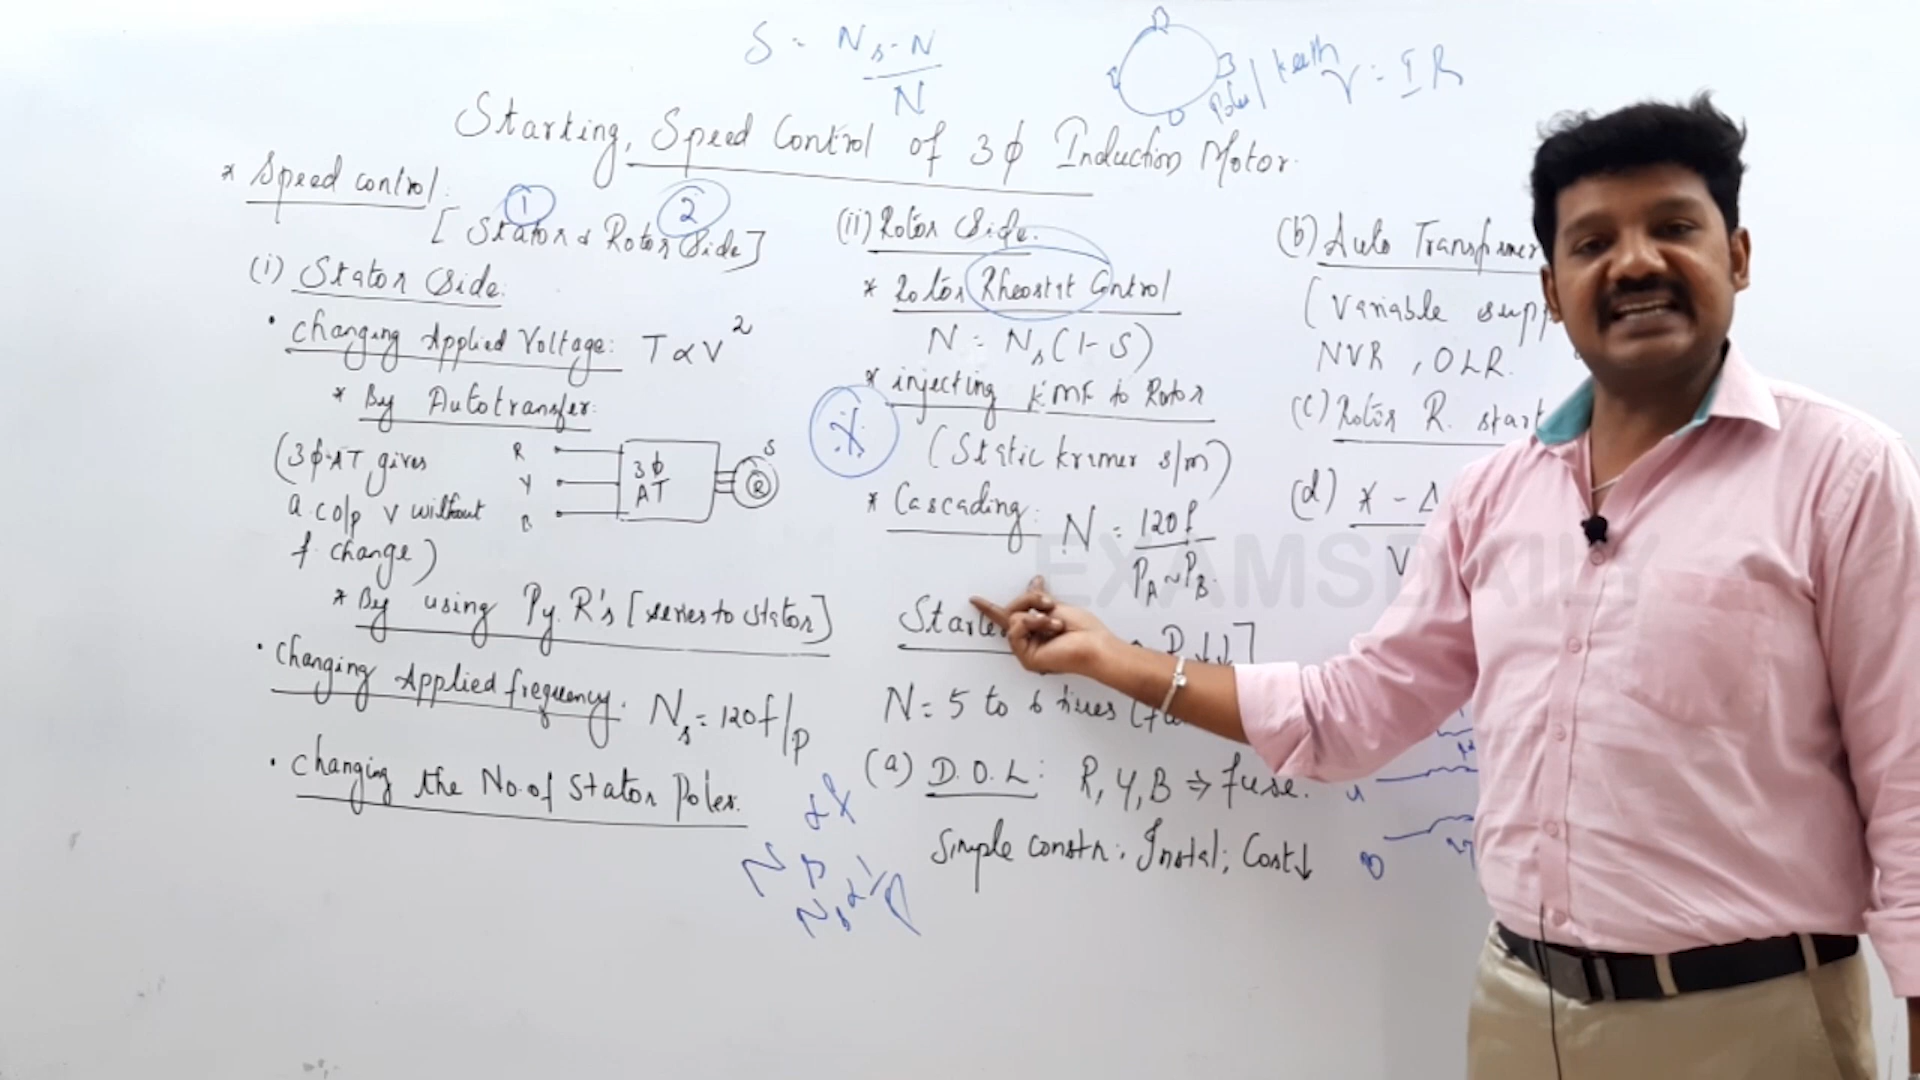 S = Ns - N / N
Poles / teeth
V = IR
Starting, Speed Control of 3ϕ Induction Motor.
* Speed control:
1 2
[Stator & Rotor Side]
(i) Stator Side:
• Changing Applied Voltage: T ∝ V²
* By Autotransfer:
(3ϕ-AT gives
a.c o/p V without
f change)
R
Y
B
3ϕ
AT
S
R
* By using Py. R's [series to stator]
• Changing Applied frequency. Ns = 120f/p
• Changing the No. of Stator Poles.
(ii) Rotor Side.
* Rotor Rheostat Control
N = Ns (1-S)
* injecting EMF to Rotor
(Static kramer s/m)
* Cascading: N = 120f / PA ~ PB
Starte
N = 5 to 6 times
(a) D.O.L: R, Y, B ⇒ fuse.
Simple constn; Instal; Cost↓
Ns ∝ 1/P
(b) Auto Transformer
(Variable supp
NVR, OLR.
(c) Rotor R. start
(d) * - Δ
V
EXAMSDAILY